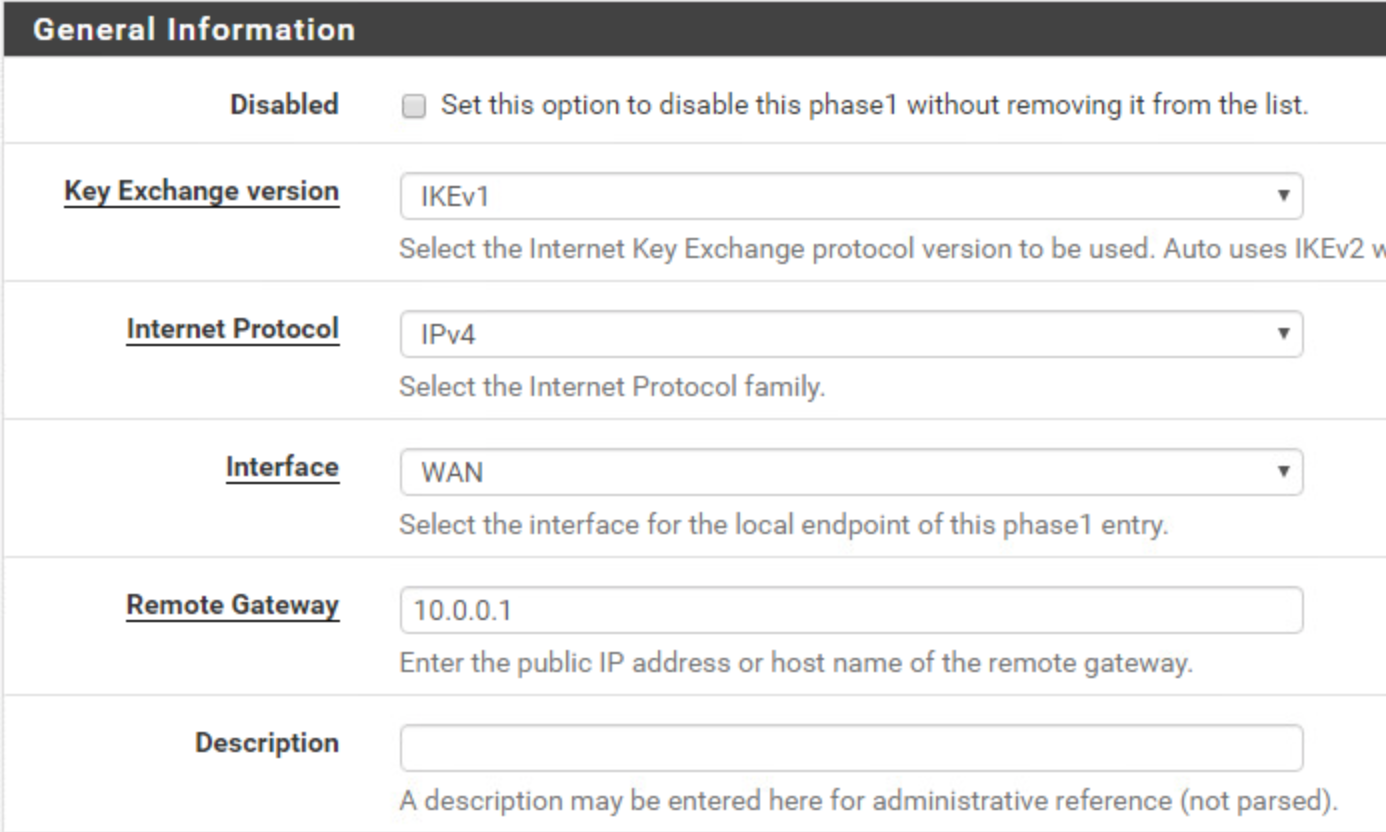 General Information
Disabled
Set this option to disable this phase1 without removing it from the list.
Key Exchange version
IKEv1
Select the Internet Key Exchange protocol version to be used. Auto uses IKEv2 w
Internet Protocol
IPv4
Select the Internet Protocol family.
Interface
WAN
Select the interface for the local endpoint of this phase1 entry.
Remote Gateway
10.0.0.1
Enter the public IP address or host name of the remote gateway.
Description
A description may be entered here for administrative reference (not parsed).